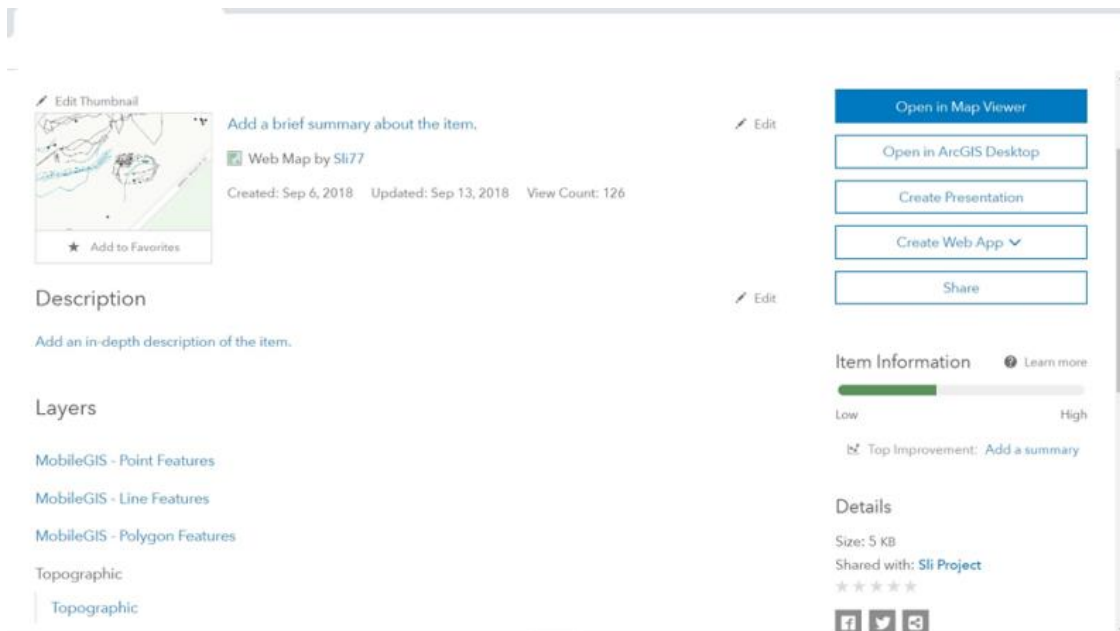 Edit Thumbnail
Add a brief summary about the item.
Edit
Web Map by Sli77
Created: Sep 6, 2018 Updated: Sep 13, 2018 View Count: 126
Add to Favorites
Description
Edit
Add an in-depth description of the item.
Layers
MobileGIS - Point Features
MobileGIS - Line Features
MobileGIS - Polygon Features
Topographic
Topographic
Open in Map Viewer
Open in ArcGIS Desktop
Create Presentation
Create Web App
Share
Item Information Learn more
Low High
Top Improvement: Add a summary
Details
Size: 5 KB
Shared with: Sli Project